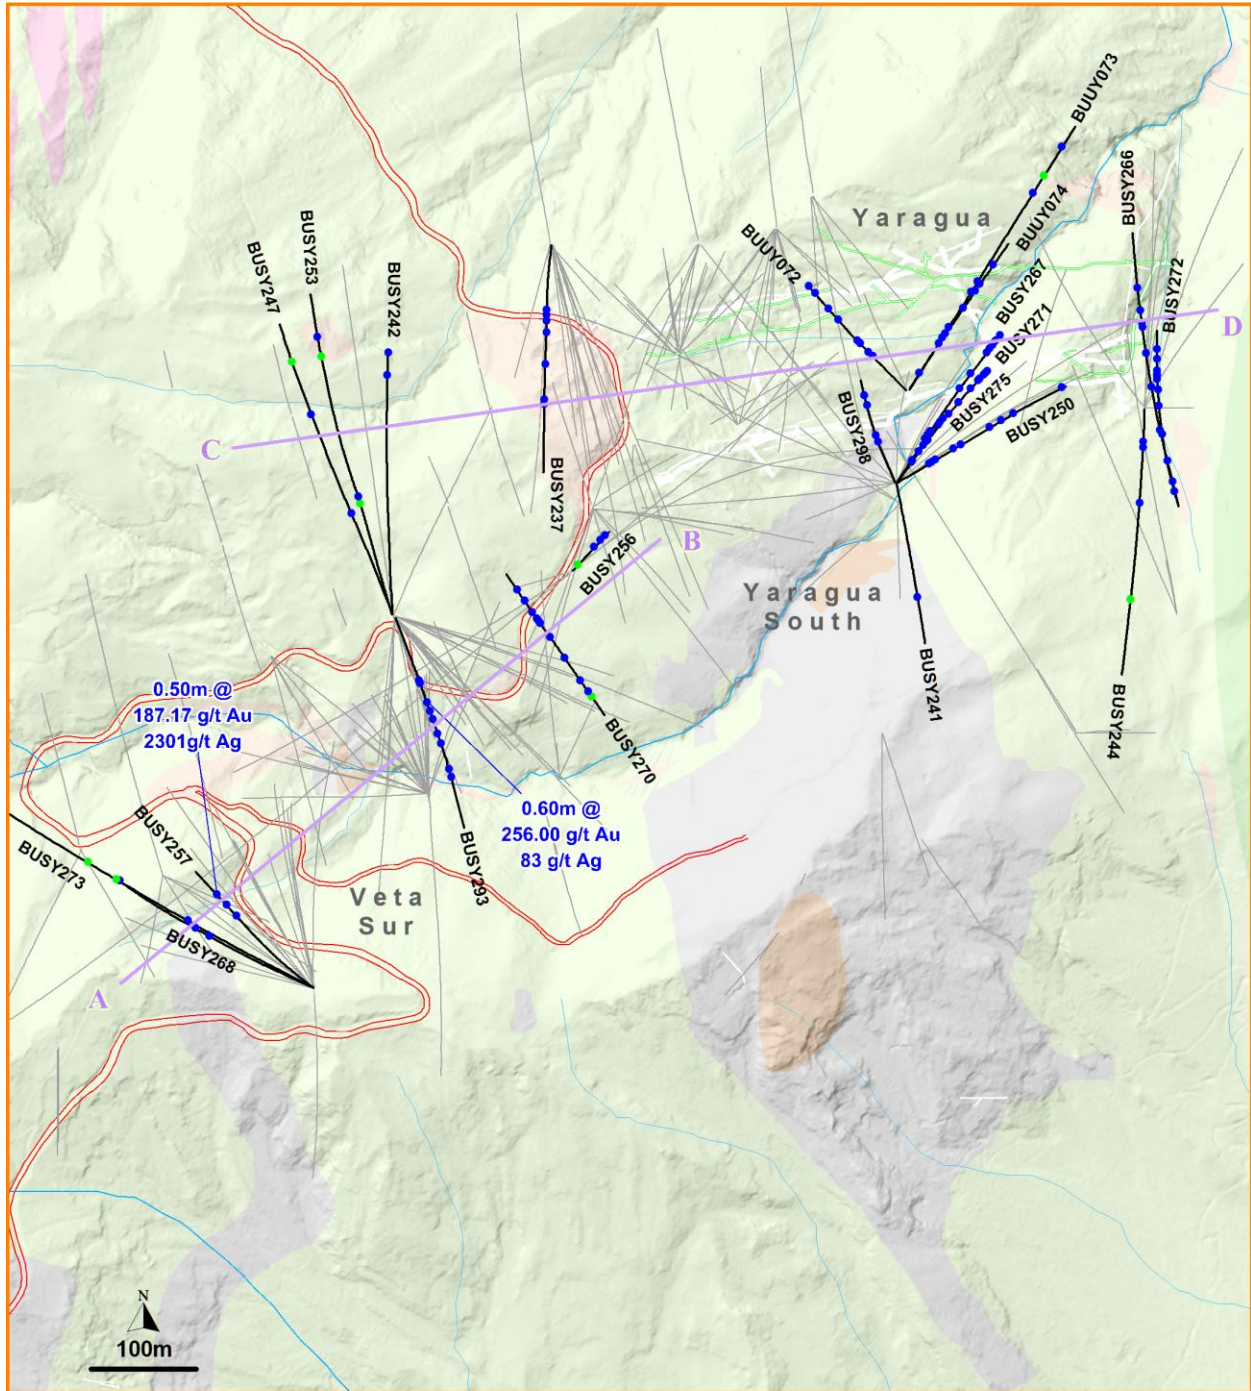 BUUY073
BUSY266
BUUY074
Yaragua
BUUY072
BUSY253
BUSY247
BUSY242
BUSY267
BUSY272
BUSY271
D
BUSY275
BUSY250
BUSY298
C
BUSY237
BUSY256
B
Yaragua
South
BUSY241
BUSY244
0.50m @
187.17 g/t Au
2301g/t Ag
BUSY270
0.60m @
256.00 g/t Au
83 g/t Ag
BUSY257
BUSY273
BUSY293
Veta
Sur
BUSY268
A
N
100m